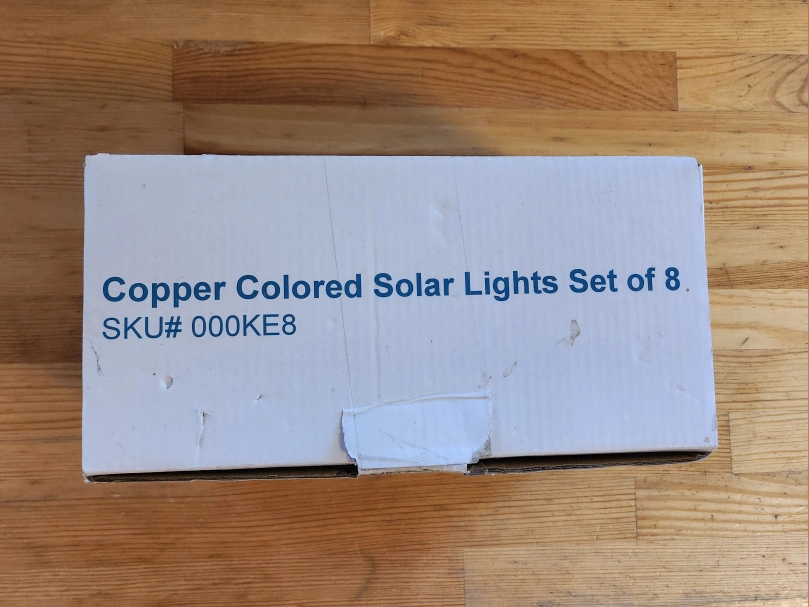 Copper Colored Solar Lights Set of 8
SKU# 000KE8